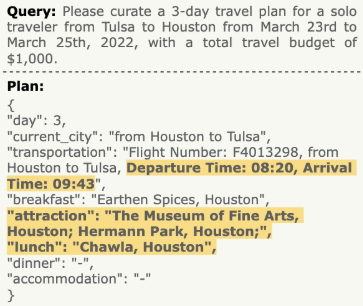 Query: Please curate a 3-day travel plan for a solo
traveler from Tulsa to Houston from March 23rd to
March 25th, 2022, with a total travel budget of
$1,000.
Plan:
{
"day": 3,
"current_city": "from Houston to Tulsa",
"transportation": "Flight Number: F4013298, from
Houston to Tulsa, Departure Time: 08:20, Arrival
Time: 09:43",
"breakfast": "Earthen Spices, Houston",
"attraction": "The Museum of Fine Arts,
Houston; Hermann Park, Houston;",
"lunch": "Chawla, Houston",
"dinner": "-",
"accommodation": "-"
}